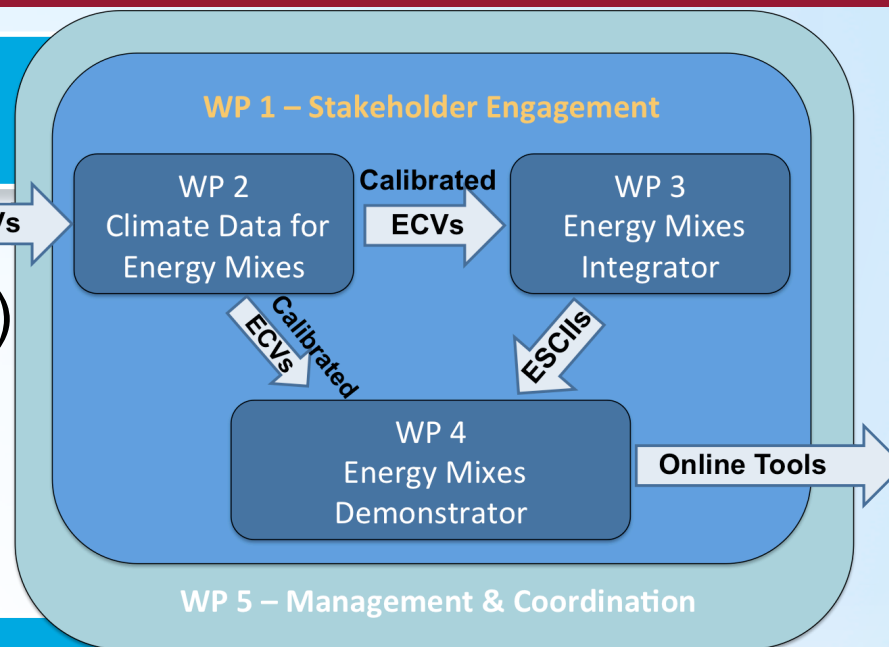 WP 1 – Stakeholder Engagement
WP 2
Climate Data for
Energy Mixes
Calibrated
ECVs
WP 3
Energy Mixes
Integrator
Vs
)
Calibrated
ECVs
ESCIIs
WP 4
Energy Mixes
Demonstrator
Online Tools
WP 5 – Management & Coordination